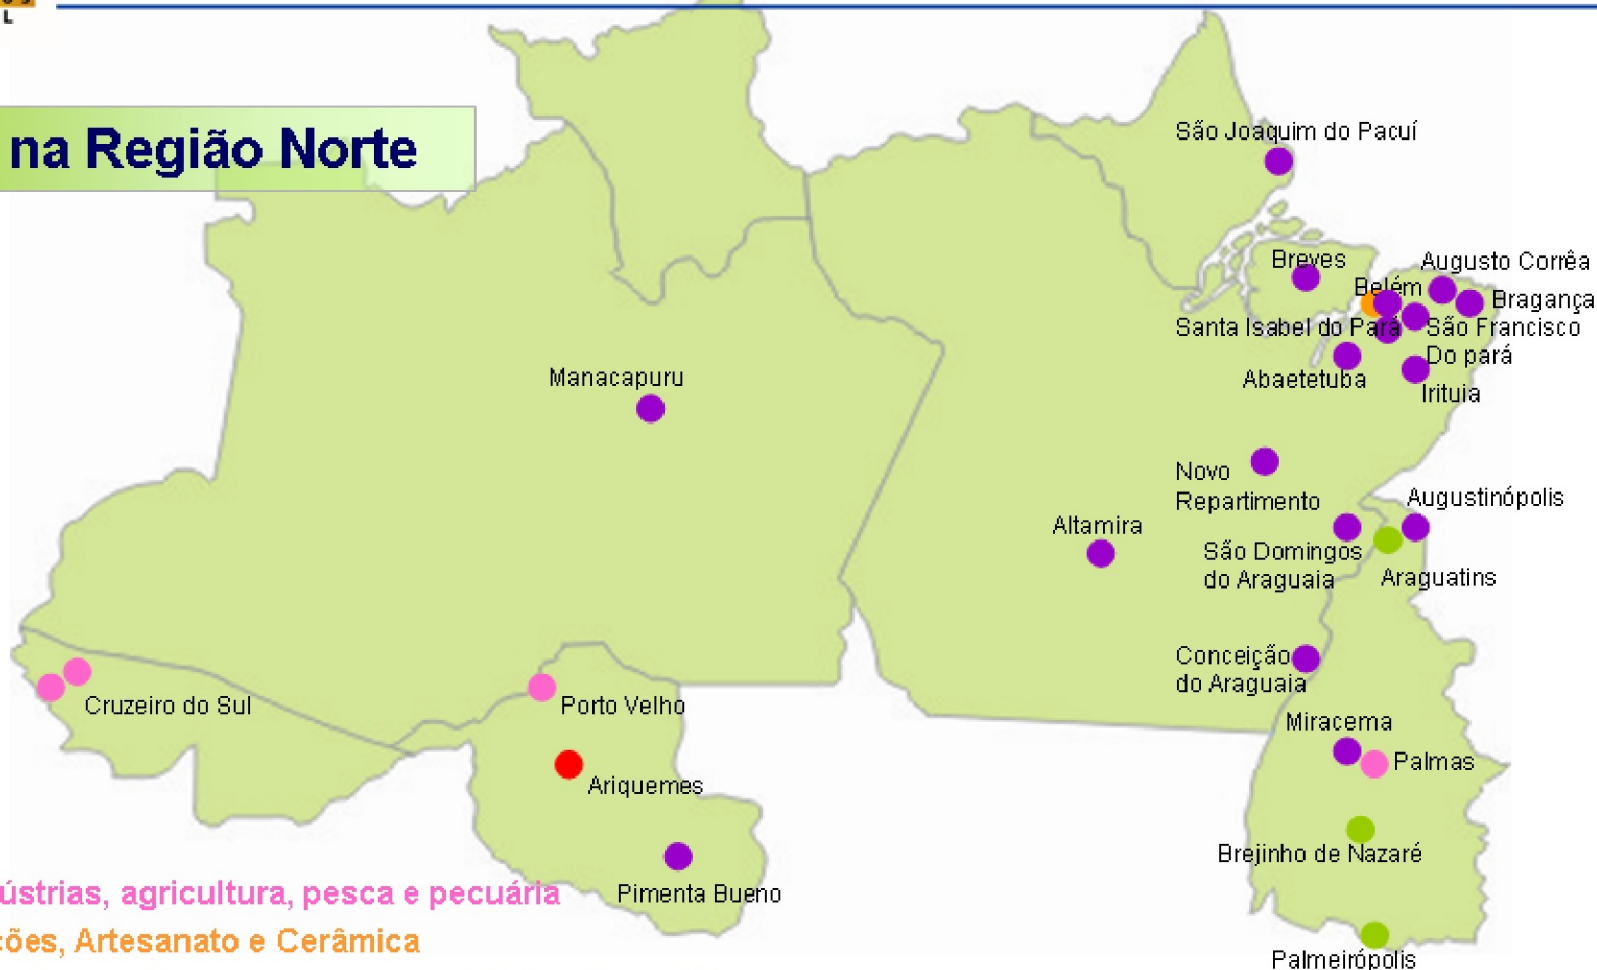 L
na Região Norte
São Joaquim do Pacuí
Breves
Augusto Corrêa
Belém
Bragança
Santa Isabel do Pará
São Francisco
Do pará
Abaetetuba
Irituia
Manacapuru
Novo
Repartimento
Augustinópolis
Altamira
São Domingos
do Araguaia
Araguatins
Conceição
do Araguaia
Cruzeiro do Sul
Porto Velho
Miracema
Palmas
Ariquemes
Brejinho de Nazaré
Pimenta Bueno
ústrias, agricultura, pesca e pecuária
ções, Artesanato e Cerâmica
Palmeirópolis